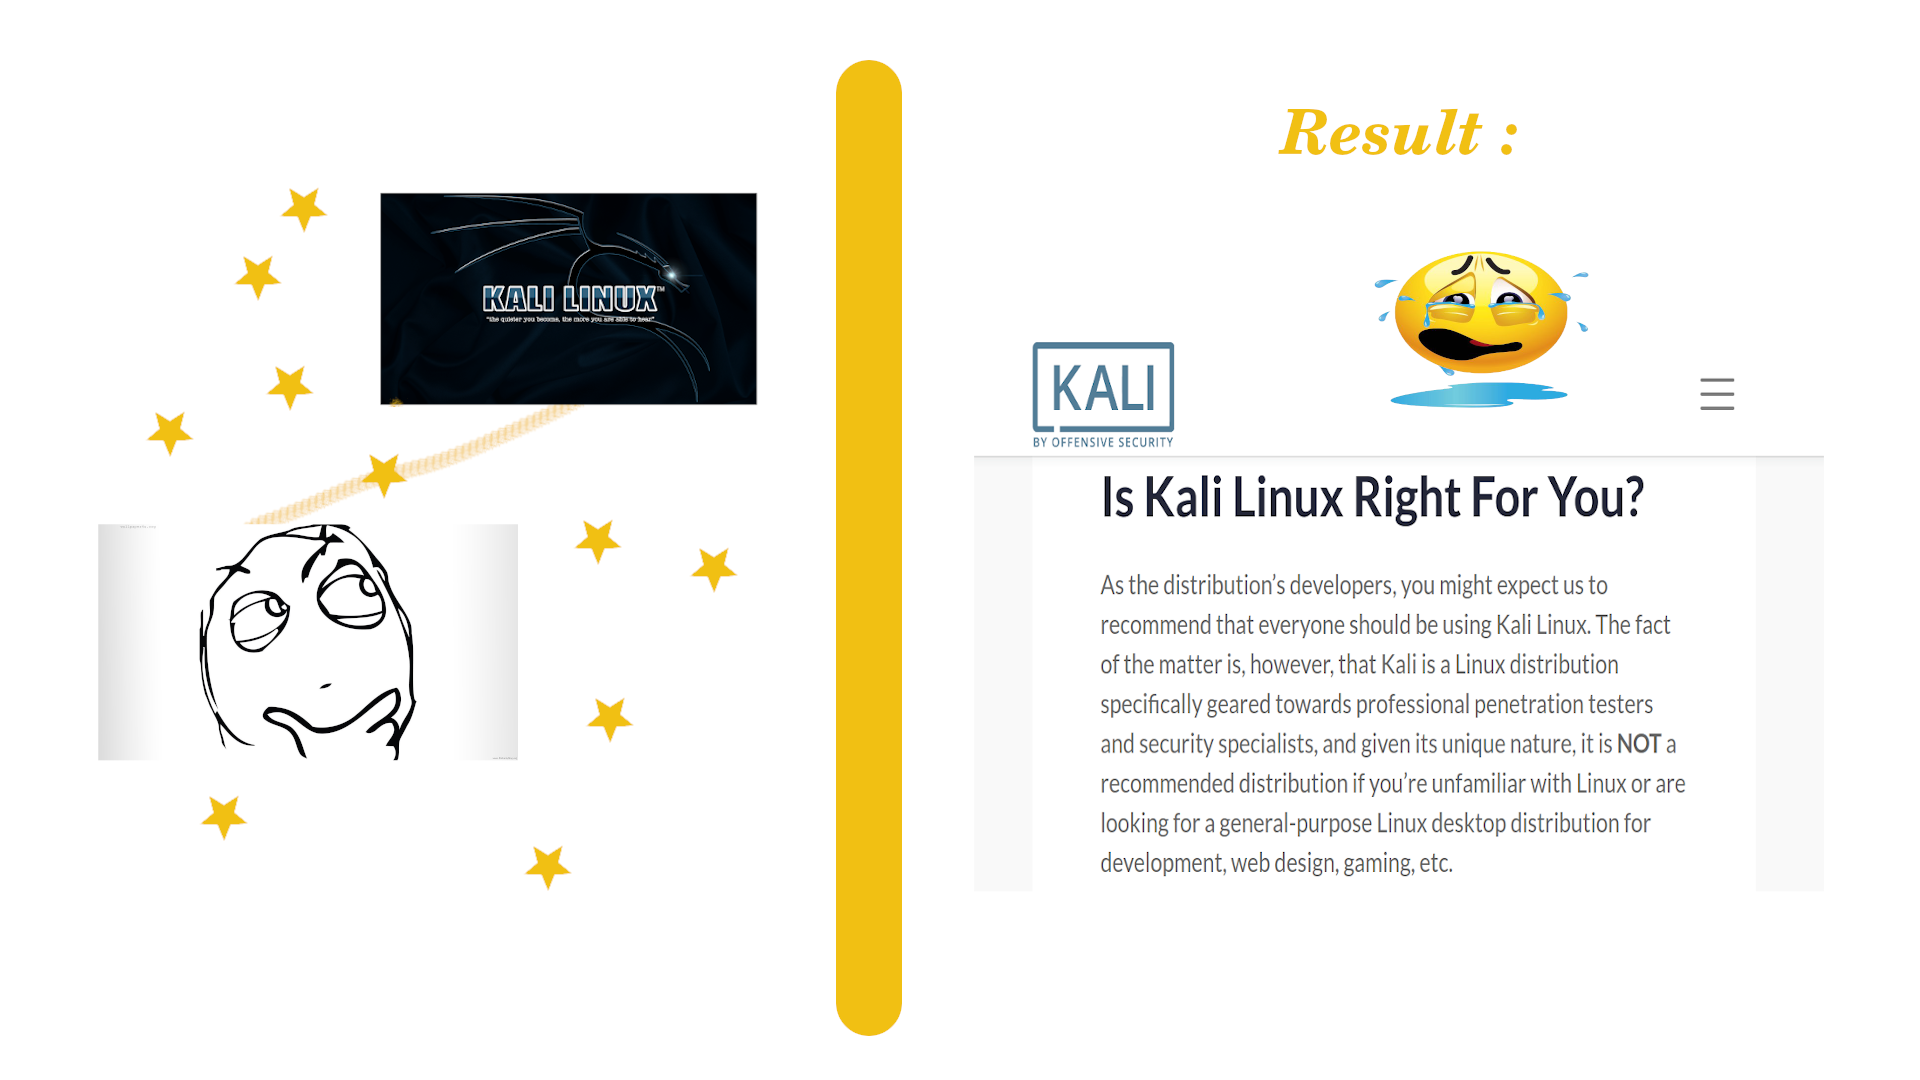 KALI LINUX™
"the quieter you become, the more you are able to hear"
Result :
KALI
BY OFFENSIVE SECURITY
Is Kali Linux Right For You?
As the distribution’s developers, you might expect us to
recommend that everyone should be using Kali Linux. The fact
of the matter is, however, that Kali is a Linux distribution
specifically geared towards professional penetration testers
and security specialists, and given its unique nature, it is NOT a
recommended distribution if you’re unfamiliar with Linux or are
looking for a general-purpose Linux desktop distribution for
development, web design, gaming, etc.